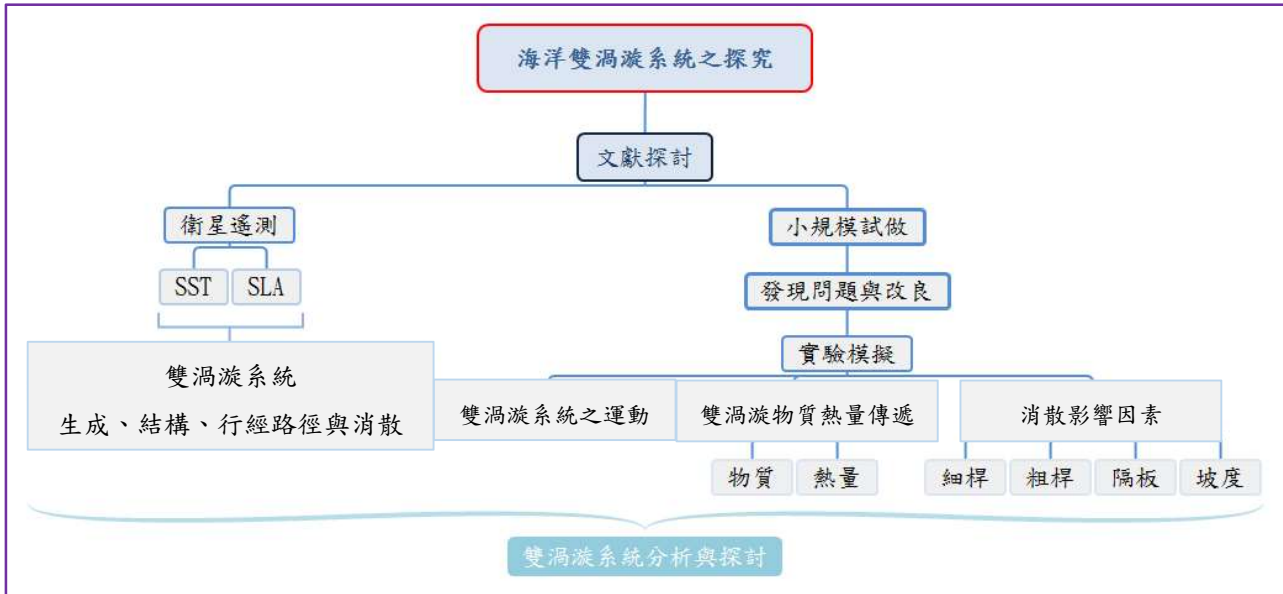 海洋雙渦漩系統之探究
文獻探討
衛星遙測
小規模試做
SST
SLA
發現問題與改良
實驗模擬
雙渦漩系統
生成、結構、行經路徑與消散
雙渦漩系統之運動
雙渦漩物質熱量傳遞
消散影響因素
物質
熱量
細桿
粗桿
隔板
坡度
雙渦漩系統分析與探討